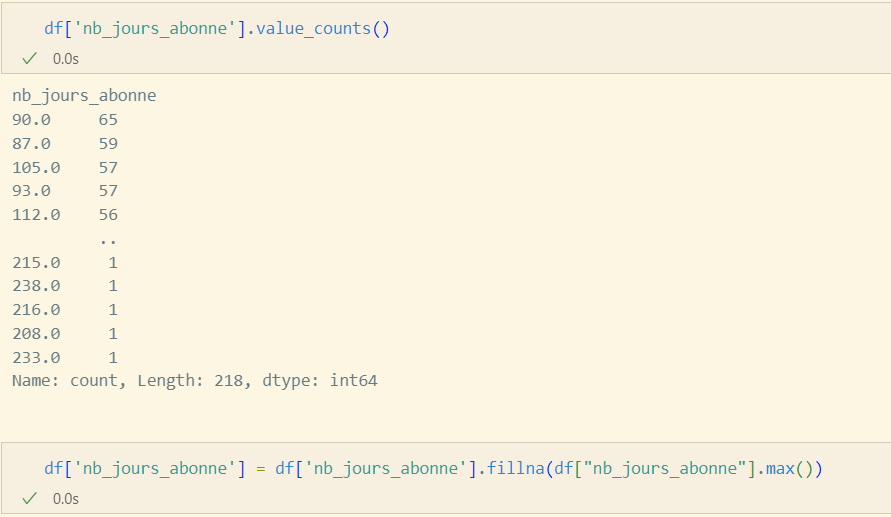 df['nb_jours_abonne'].value_counts()
✓ 0.0s
nb_jours_abonne
90.0 65
87.0 59
105.0 57
93.0 57
112.0 56
..
215.0 1
238.0 1
216.0 1
208.0 1
233.0 1
Name: count, Length: 218, dtype: int64
df['nb_jours_abonne'] = df['nb_jours_abonne'].fillna(df["nb_jours_abonne"].max())
✓ 0.0s